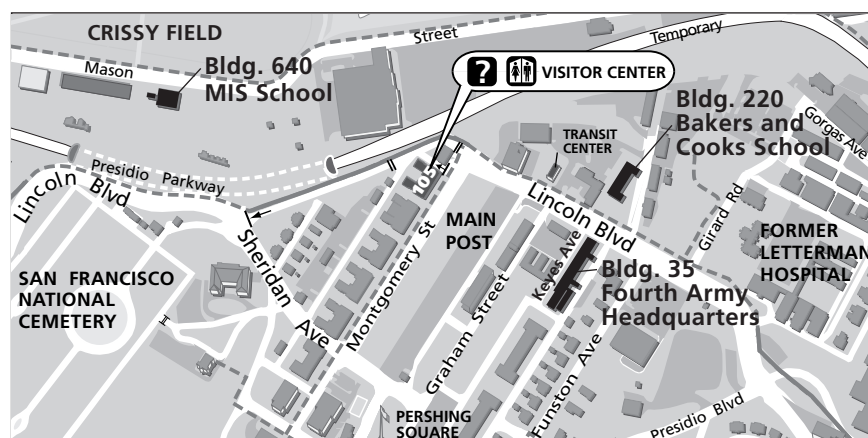 CRISSY FIELD
Street
Temporary
Mason
Bldg. 640
MIS School
?
VISITOR CENTER
Bldg. 220
Bakers and
Cooks School
Gorgas Ave
TRANSIT
CENTER
Presidio Parkway
Lincoln Blvd
105
Lincoln Blvd
Girard Rd
MAIN
POST
FORMER
LETTERMAN
HOSPITAL
Sheridan Ave
Montgomery St
Keyes Ave
Bldg. 35
Fourth Army
Headquarters
SAN FRANCISCO
NATIONAL
CEMETERY
Graham Street
Funston Ave
PERSHING
SQUARE
Presidio Blvd